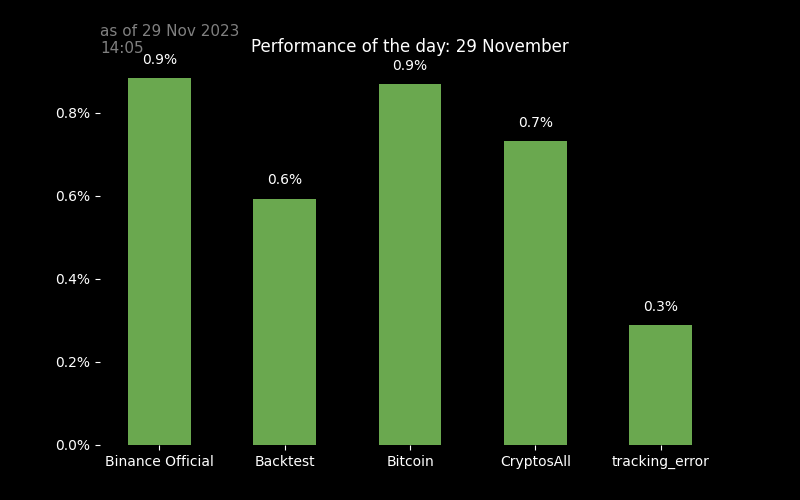 as of 29 Nov 2023
14:05
Performance of the day: 29 November
0.9%
0.6%
0.9%
0.7%
0.3%
0.8%
0.6%
0.4%
0.2%
0.0%
Binance Official
Backtest
Bitcoin
CryptosAll
tracking_error